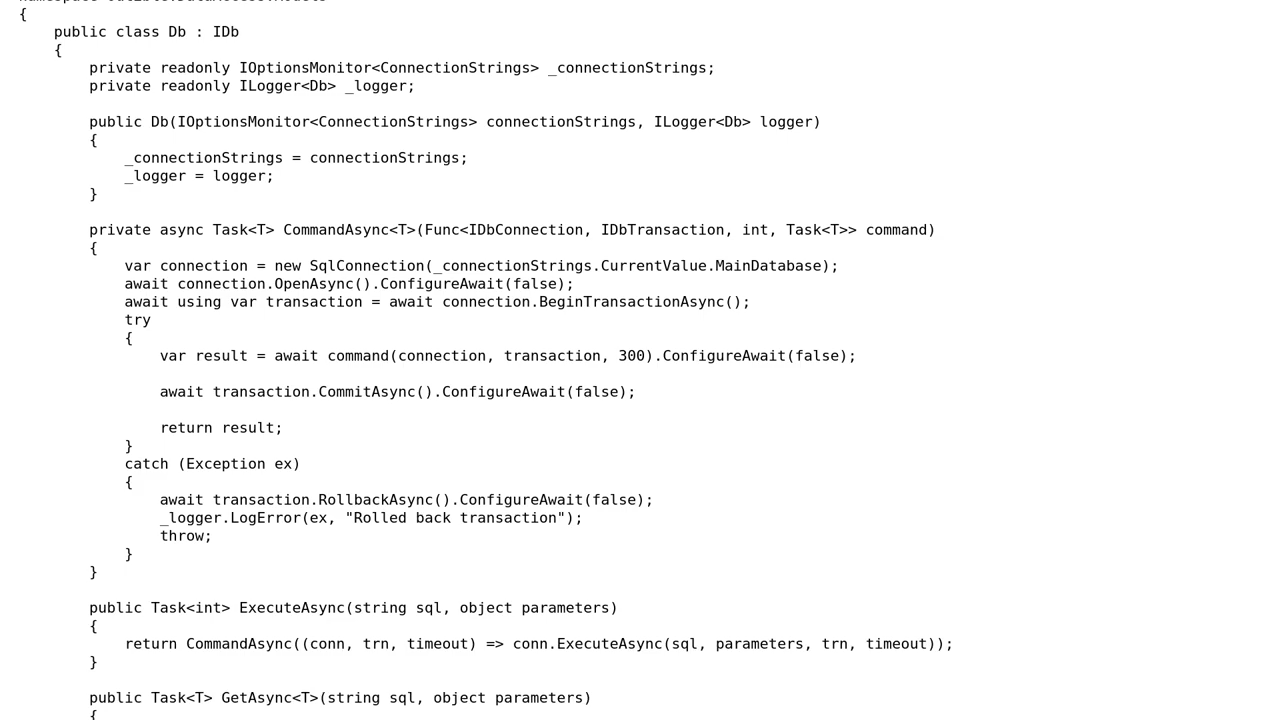 {
public class Db : IDb
{
private readonly IOptionsMonitor<ConnectionStrings> _connectionStrings;
private readonly ILogger<Db> _logger;
public Db(IOptionsMonitor<ConnectionStrings> connectionStrings, ILogger<Db> logger)
{
_connectionStrings = connectionStrings;
_logger = logger;
}
private async Task<T> CommandAsync<T>(Func<IDbConnection, IDbTransaction, int, Task<T>> command)
{
var connection = new SqlConnection(_connectionStrings.CurrentValue.MainDatabase);
await connection.OpenAsync().ConfigureAwait(false);
await using var transaction = await connection.BeginTransactionAsync();
try
{
var result = await command(connection, transaction, 300).ConfigureAwait(false);
await transaction.CommitAsync().ConfigureAwait(false);
return result;
}
catch (Exception ex)
{
await transaction.RollbackAsync().ConfigureAwait(false);
_logger.LogError(ex, "Rolled back transaction");
throw;
}
}
public Task<int> ExecuteAsync(string sql, object parameters)
{
return CommandAsync((conn, trn, timeout) => conn.ExecuteAsync(sql, parameters, trn, timeout));
}
public Task<T> GetAsync<T>(string sql, object parameters)
{